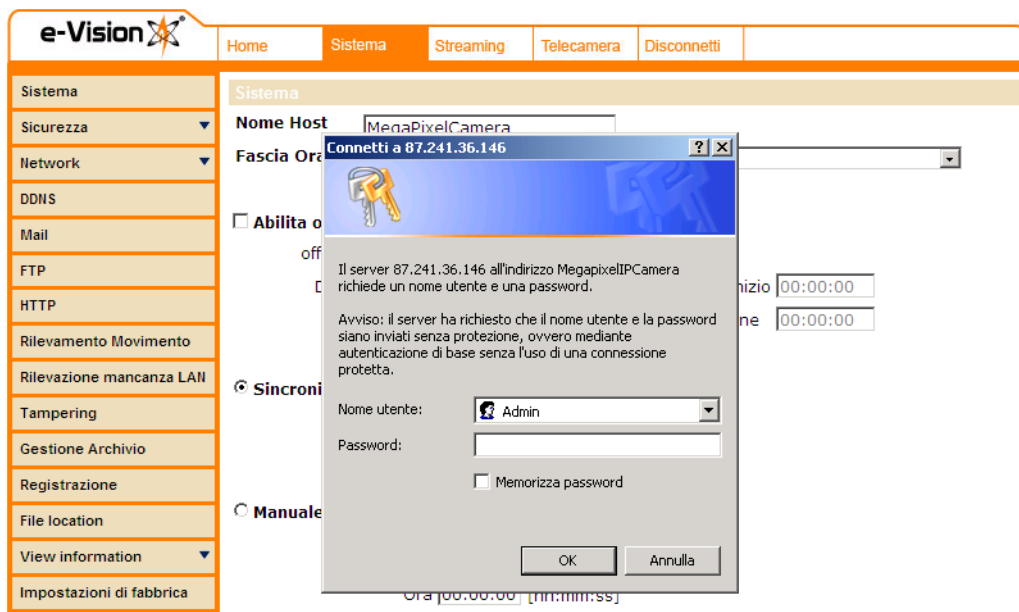 e-Vision
Home Sistema Streaming Telecamera Disconnetti
Sistema
Sicurezza
Network
DDNS
Mail
FTP
HTTP
Rilevamento Movimento
Rilevazione mancanza LAN
Tampering
Gestione Archivio
Registrazione
File location
View information
Impostazioni di fabbrica
Sistema
Nome Host MegaPixelCamera
Fascia Ora
Abilita o
off
nizio 00:00:00
ne 00:00:00
Sincroni
Manuale
Ora 00:00:00 [hh:mm:ss]
Connetti a 87.241.36.146
Il server 87.241.36.146 all'indirizzo MegapixelIPCamera
richiede un nome utente e una password.
Avviso: il server ha richiesto che il nome utente e la password
siano inviati senza protezione, ovvero mediante
autenticazione di base senza l'uso di una connessione
protetta.
Nome utente: Admin
Password:
Memorizza password
OK Annulla